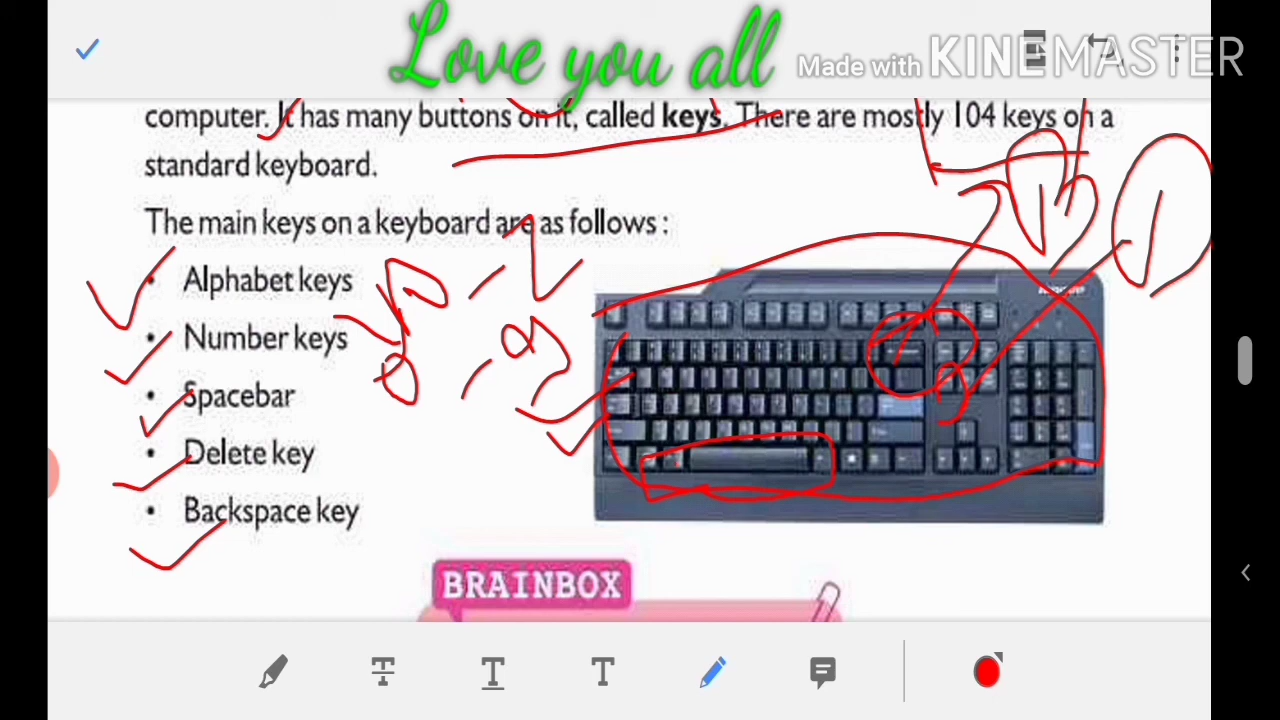 Love you all
Made with KINEMASTER
computer. It has many buttons on it, called keys. There are mostly 104 keys on a
standard keyboard.
The main keys on a keyboard are as follows :
• Alphabet keys
• Number keys
• Spacebar
• Delete key
• Backspace key
A - Z
0 - 9
BRAINBOX